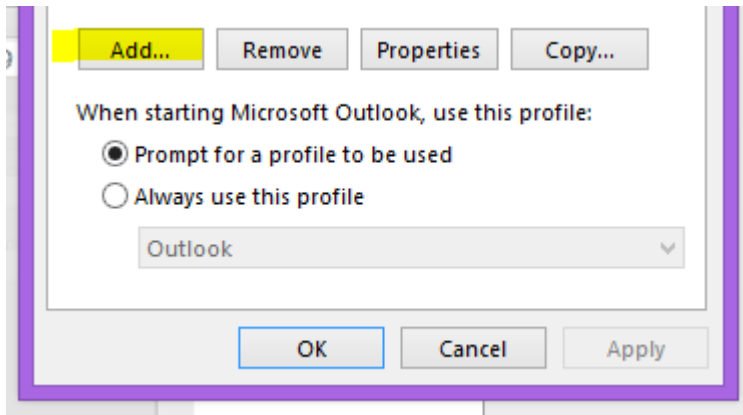 Add...
Remove
Properties
Copy...
When starting Microsoft Outlook, use this profile:
Prompt for a profile to be used
Always use this profile
Outlook
OK
Cancel
Apply